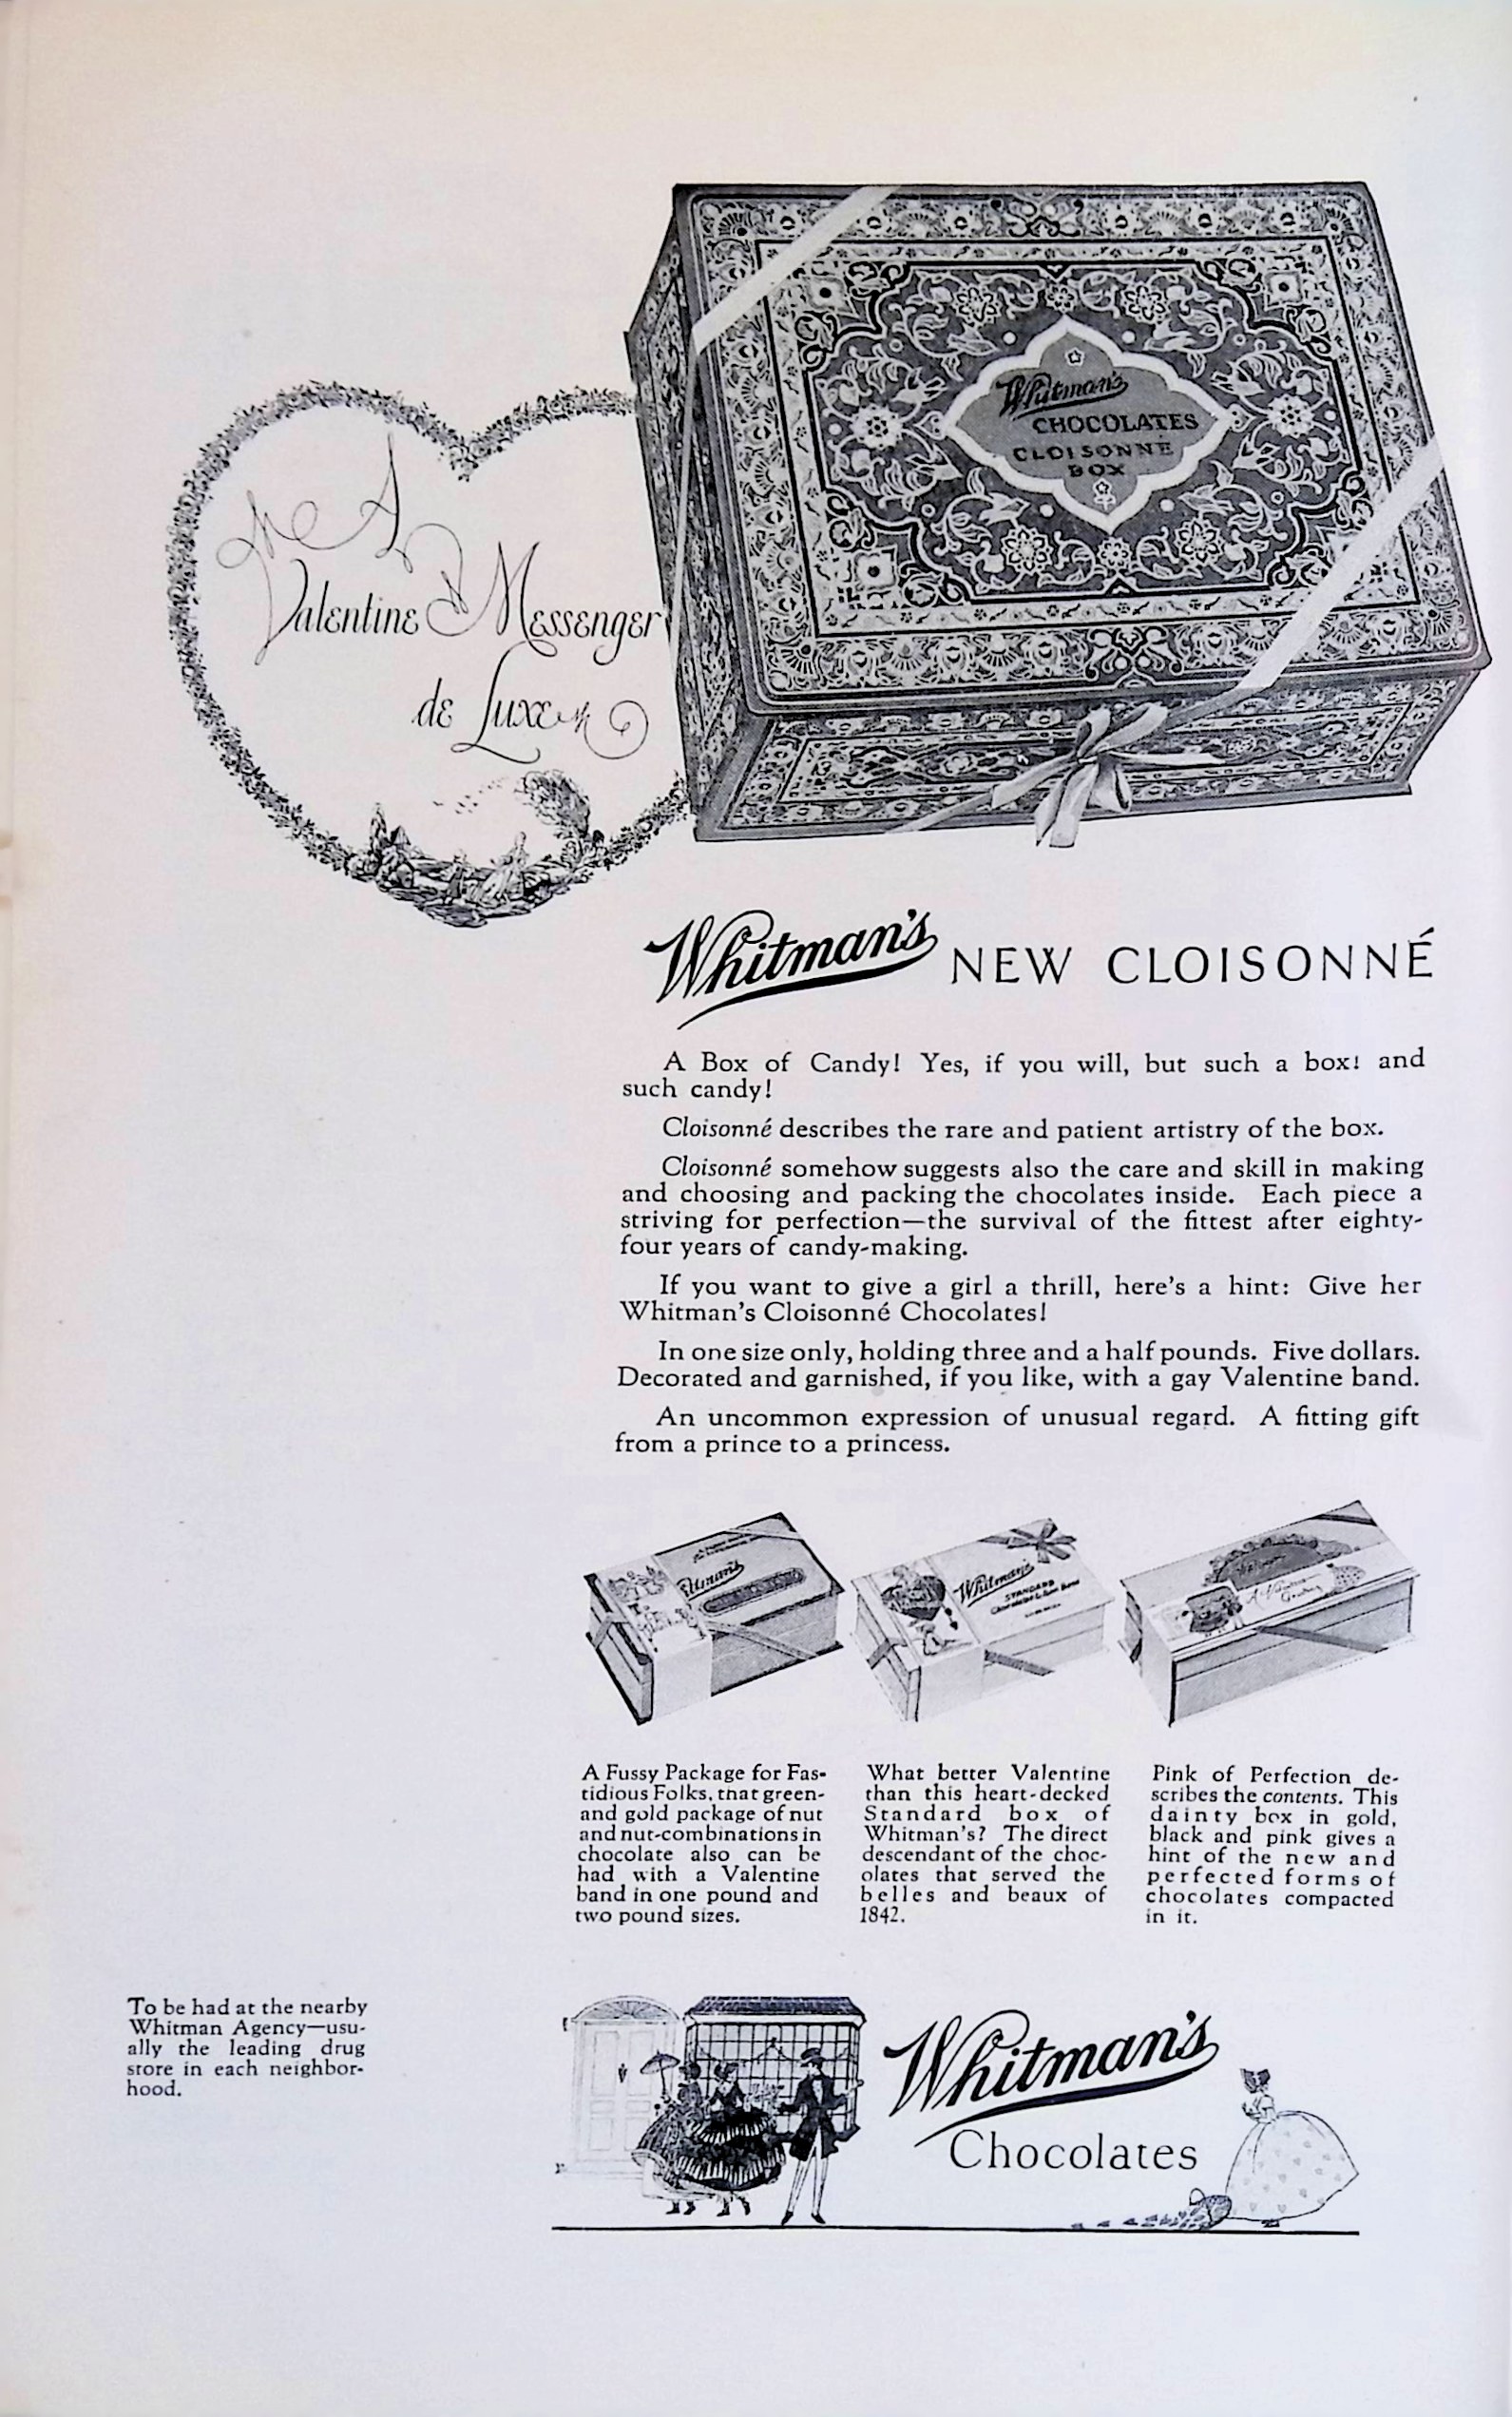 A
Valentine Messenger
de Luxe
Whitman's
CHOCOLATES
CLOISONNÉ
BOX
Whitman's NEW CLOISONNÉ
A Box of Candy! Yes, if you will, but such a box! and
such candy!
Cloisonné describes the rare and patient artistry of the box.
Cloisonné somehow suggests also the care and skill in making
and choosing and packing the chocolates inside. Each piece a
striving for perfection—the survival of the fittest after eighty-
four years of candy-making.
If you want to give a girl a thrill, here's a hint: Give her
Whitman's Cloisonné Chocolates!
In one size only, holding three and a half pounds. Five dollars.
Decorated and garnished, if you like, with a gay Valentine band.
An uncommon expression of unusual regard. A fitting gift
from a prince to a princess.
Whitman's
Whitman's
STANDARD
A Fussy Package for Fas-
tidious Folks, that green-
and gold package of nut
and nut-combinations in
chocolate also can be
had with a Valentine
band in one pound and
two pound sizes.
What better Valentine
than this heart-decked
Standard box of
Whitman's? The direct
descendant of the choc-
olates that served the
belles and beaux of
1842.
Pink of Perfection de-
scribes the contents. This
dainty box in gold,
black and pink gives a
hint of the new and
perfected forms of
chocolates compacted
in it.
To be had at the nearby
Whitman Agency—usu-
ally the leading drug
store in each neighbor-
hood.
Whitman's
Chocolates